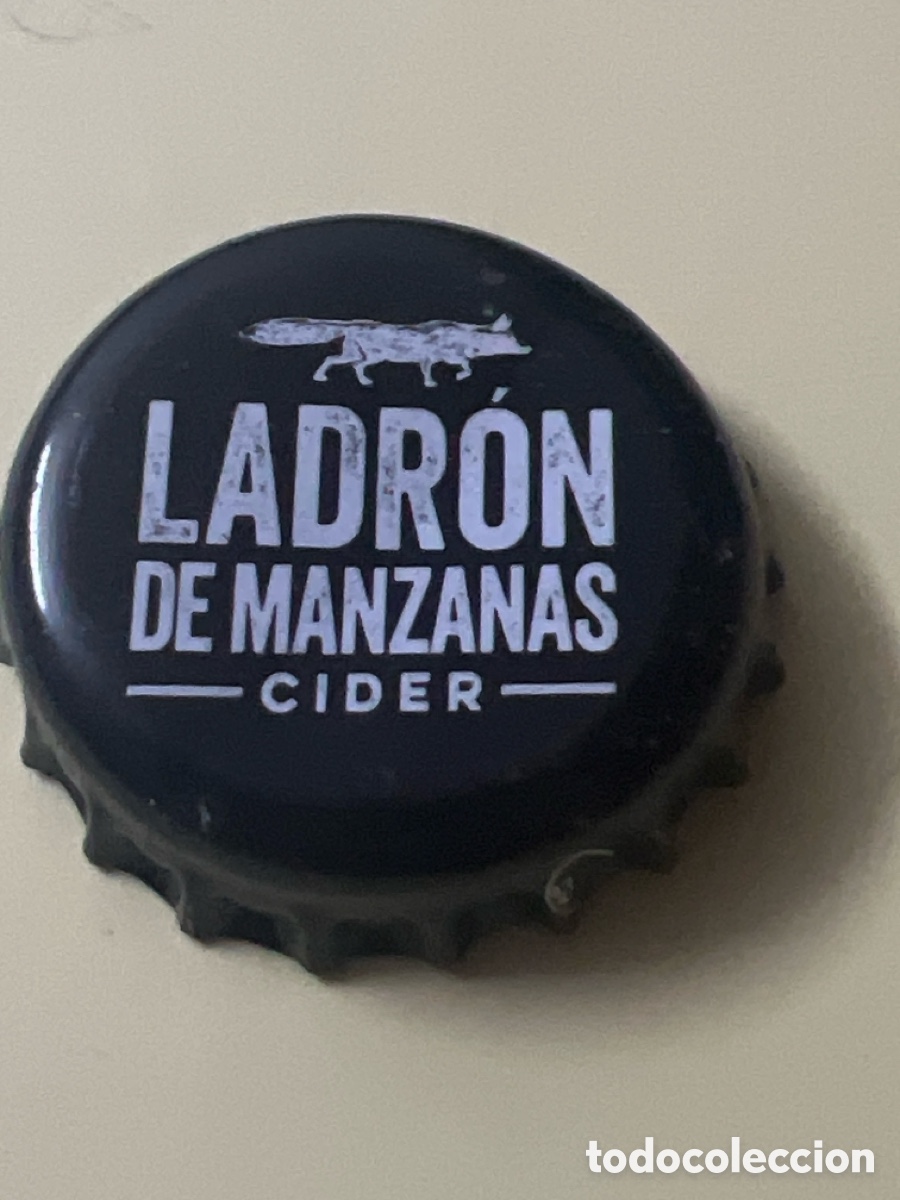 LADRÓN
DE MANZANAS
CIDER
todocoleccion